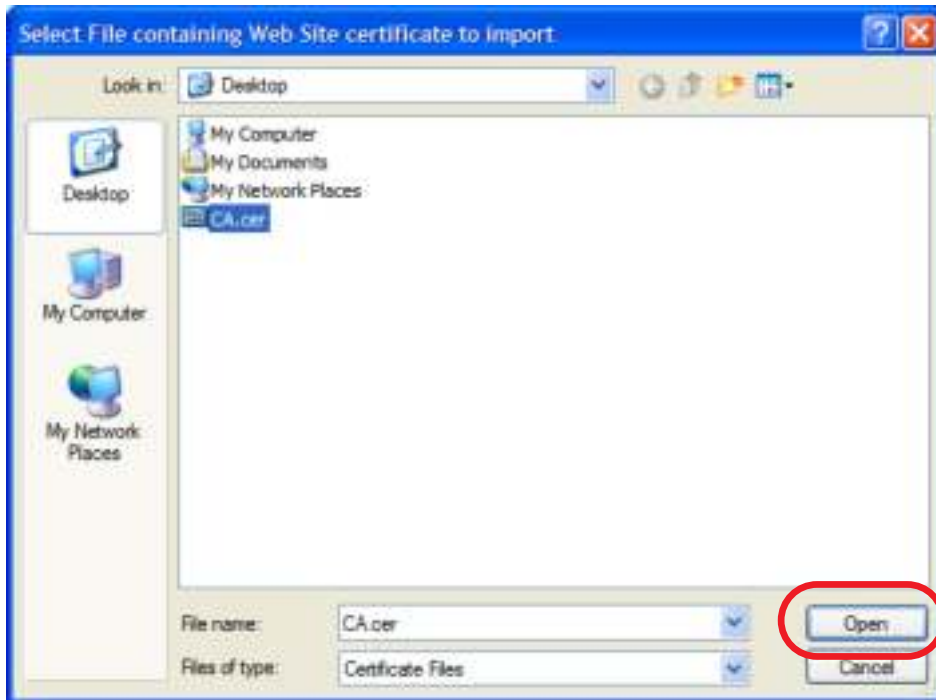 Select File containing Web Site certificate to import
Look in:
Desktop
My Computer
My Documents
My Network Places
CA.cer
Desktop
My Computer
My Network
Places
File name:
CA.cer
Open
Files of type:
Certificate Files
Cancel